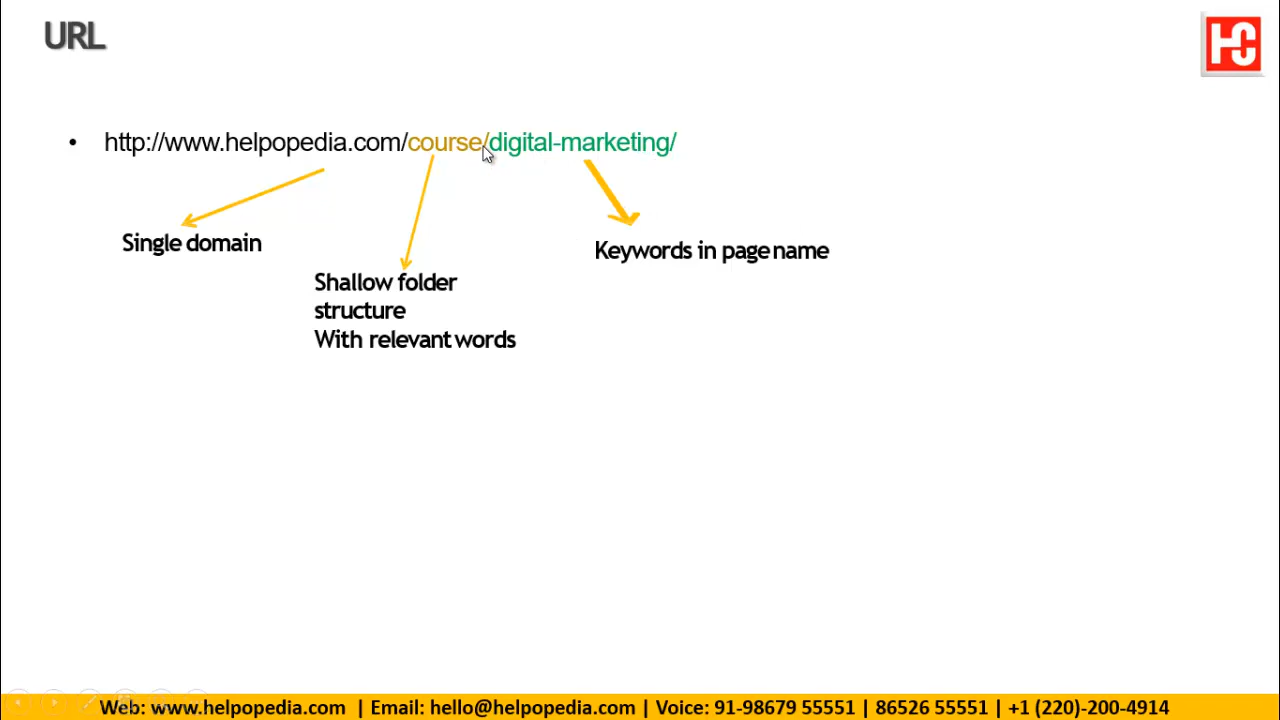 URL
HC
• http://www.helpopedia.com/course/digital-marketing/
Single domain
Keywords in page name
Shallow folder
structure
With relevant words
Web: www.helpopedia.com | Email: hello@helpopedia.com | Voice: 91-98679 55551 | 86526 55551 | +1 (220)-200-4914